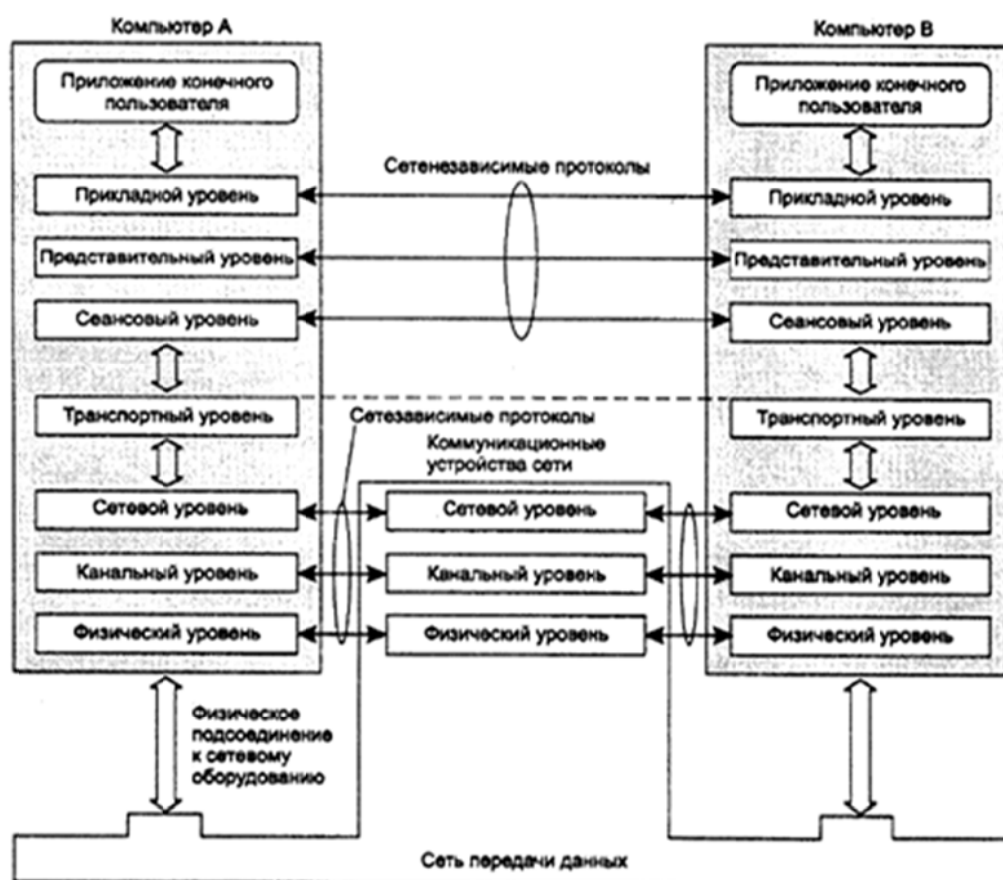 Компьютер А
Компьютер В
Приложение конечного
пользователя
Приложение конечного
пользователя
Сетенезависимые протоколы
Прикладной уровень
Прикладной уровень
Представительный уровень
Представительный уровень
Сеансовый уровень
Сеансовый уровень
Транспортный уровень
Сетезависимые протоколы
Транспортный уровень
Коммуникационные
устройства сети
Сетевой уровень
Сетевой уровень
Сетевой уровень
Канальный уровень
Канальный уровень
Канальный уровень
Физический уровень
Физический уровень
Физический уровень
Физическое
подсоединение
к сетевому
оборудованию
Сеть передачи данных